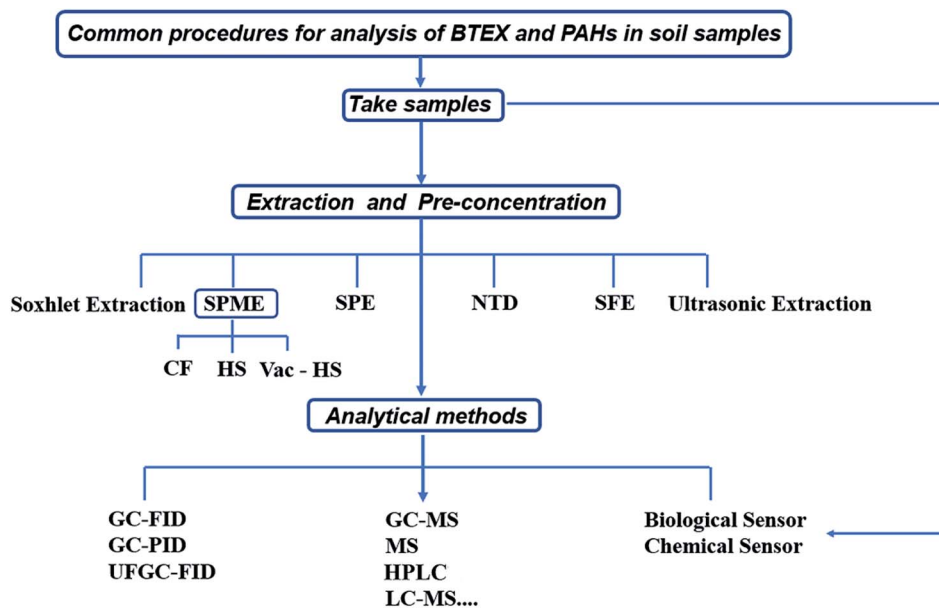 Common procedures for analysis of BTEX and PAHs in soil samples
Take samples
Extraction and Pre-concentration
Soxhlet Extraction SPME SPE NTD SFE Ultrasonic Extraction
CF HS Vac - HS
Analytical methods
GC-FID GC-MS Biological Sensor
GC-PID MS Chemical Sensor
UFGC-FID HPLC
LC-MS....